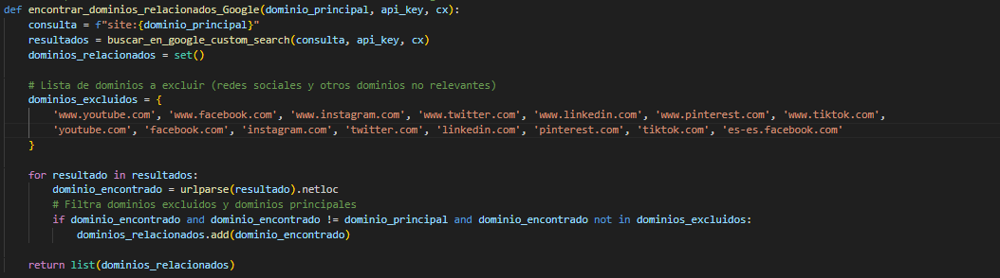 def encontrar_dominios_relacionados_Google(dominio_principal, api_key, cx):
    consulta = f"site:{dominio_principal}"
    resultados = buscar_en_google_custom_search(consulta, api_key, cx)
    dominios_relacionados = set()

    # Lista de dominios a excluir (redes sociales y otros dominios no relevantes)
    dominios_excluidos = {
        'www.youtube.com', 'www.facebook.com', 'www.instagram.com', 'www.twitter.com', 'www.linkedin.com', 'www.pinterest.com', 'www.tiktok.com',
        'youtube.com', 'facebook.com', 'instagram.com', 'twitter.com', 'linkedin.com', 'pinterest.com', 'tiktok.com', 'es-es.facebook.com'
    }

    for resultado in resultados:
        dominio_encontrado = urlparse(resultado).netloc
        # Filtra dominios excluidos y dominios principales
        if dominio_encontrado and dominio_encontrado != dominio_principal and dominio_encontrado not in dominios_excluidos:
            dominios_relacionados.add(dominio_encontrado)

    return list(dominios_relacionados)